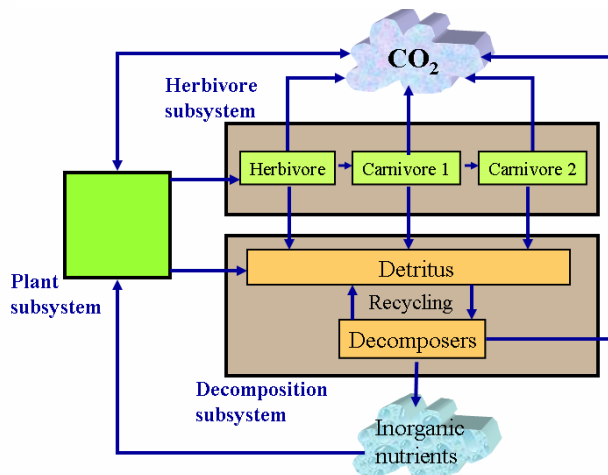 CO2
Herbivore
subsystem
Herbivore
Carnivore 1
Carnivore 2
Plant
subsystem
Detritus
Recycling
Decomposers
Decomposition
subsystem
Inorganic
nutrients